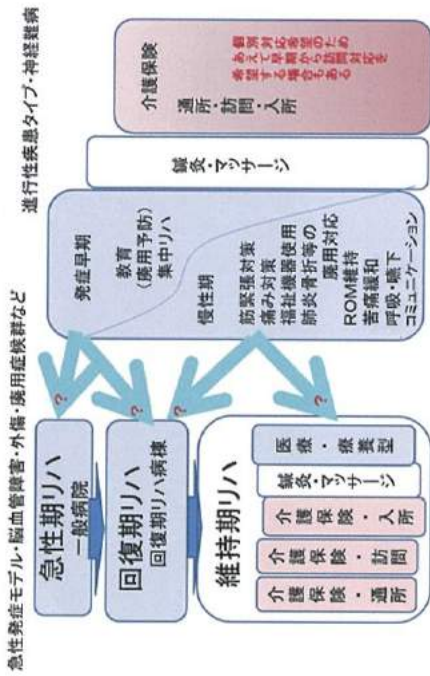 急性発症モデル・脳血管障害・外傷・廃用症候群など
急性期リハ
一般病院
回復期リハ
回復期リハ病棟
維持期リハ
介護保険・通所
介護保険・訪問
介護保険・入所
鍼灸・マッサージ
医療・療養型
?
?
?
?
進行性疾患タイプ・神経難病
発症早期
教育
(廃用予防)
集中リハ
慢性期
筋緊張対策
痛み対策
福祉機器使用
肺炎骨折等の
廃用対応
ROM維持
苦痛緩和
呼吸・嚥下
コミュニケーション
鍼灸・マッサージ
介護保険
通所・訪問・入所
個別対応希望のため
あえて早期から訪問対応を
希望する場合もある